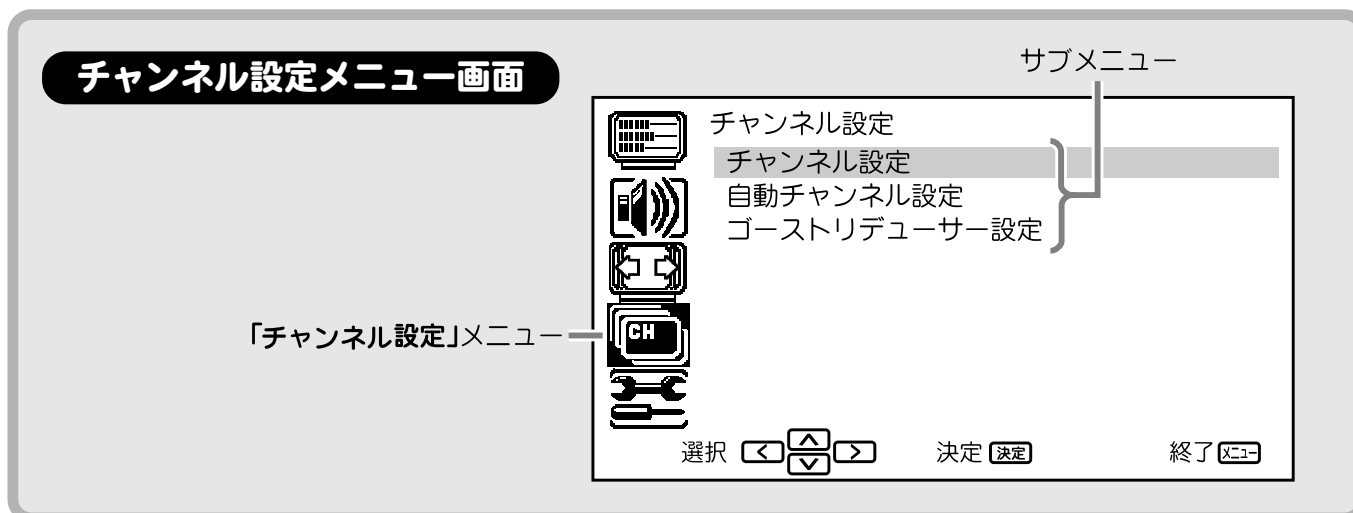 チャンネル設定メニュー画面
サブメニュー
チャンネル設定
チャンネル設定
自動チャンネル設定
ゴーストリデューサー設定
「チャンネル設定」メニュー
CH
選択 決定 決定 終了 メニュー